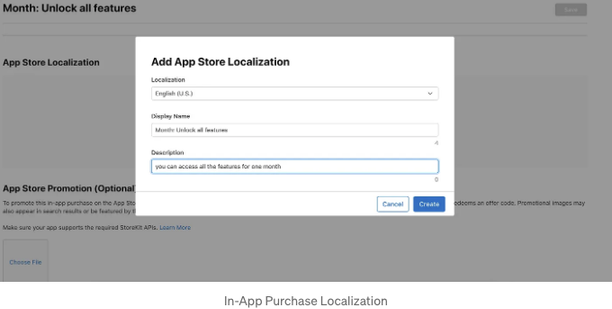 Month: Unlock all features
Save
App Store Localization
Add App Store Localization
Localization
English (U.S.)
Display Name
Month: Unlock all features
Description
you can access all the features for one month
0
Cancel
Create
App Store Promotion (Optional
To promote this in-app purchase on the App Sto
edeems an offer code. Promotional images may
also appear in search results or be featured by t
Make sure your app supports the required StoreKit APIs. Learn More
Choose File
In-App Purchase Localization